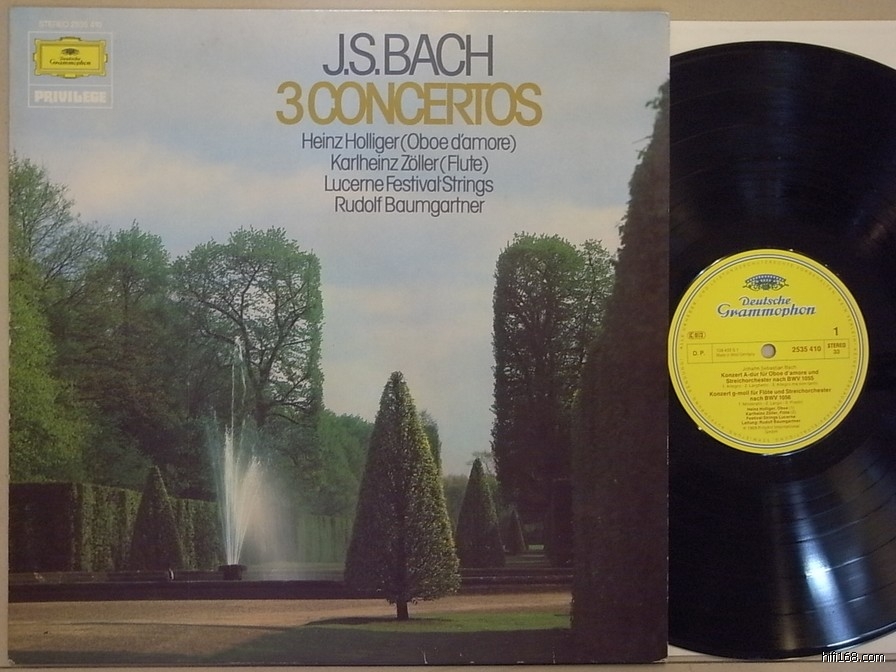 STEREO 2535 410
Deutsche
Grammophon
PRIVILEGE
J.S.BACH
3 CONCERTOS
Heinz Holliger (Oboe d'amore)
Karlheinz Zöller (Flute)
Lucerne Festival Strings
Rudolf Baumgartner
Deutsche
Grammophon
1
2535 410
STEREO
33
Johann Sebastian Bach
Konzert A-dur für Oboe d'amore und
Streichorchester nach BWV 1055
Konzert g-moll für Flöte und Streichorchester
nach BWV 1056
Heinz Holliger, Oboe
Karlheinz Zöller, Flöte
Festival Strings Lucerne
Leitung: Rudolf Baumgartner
hifi168.com